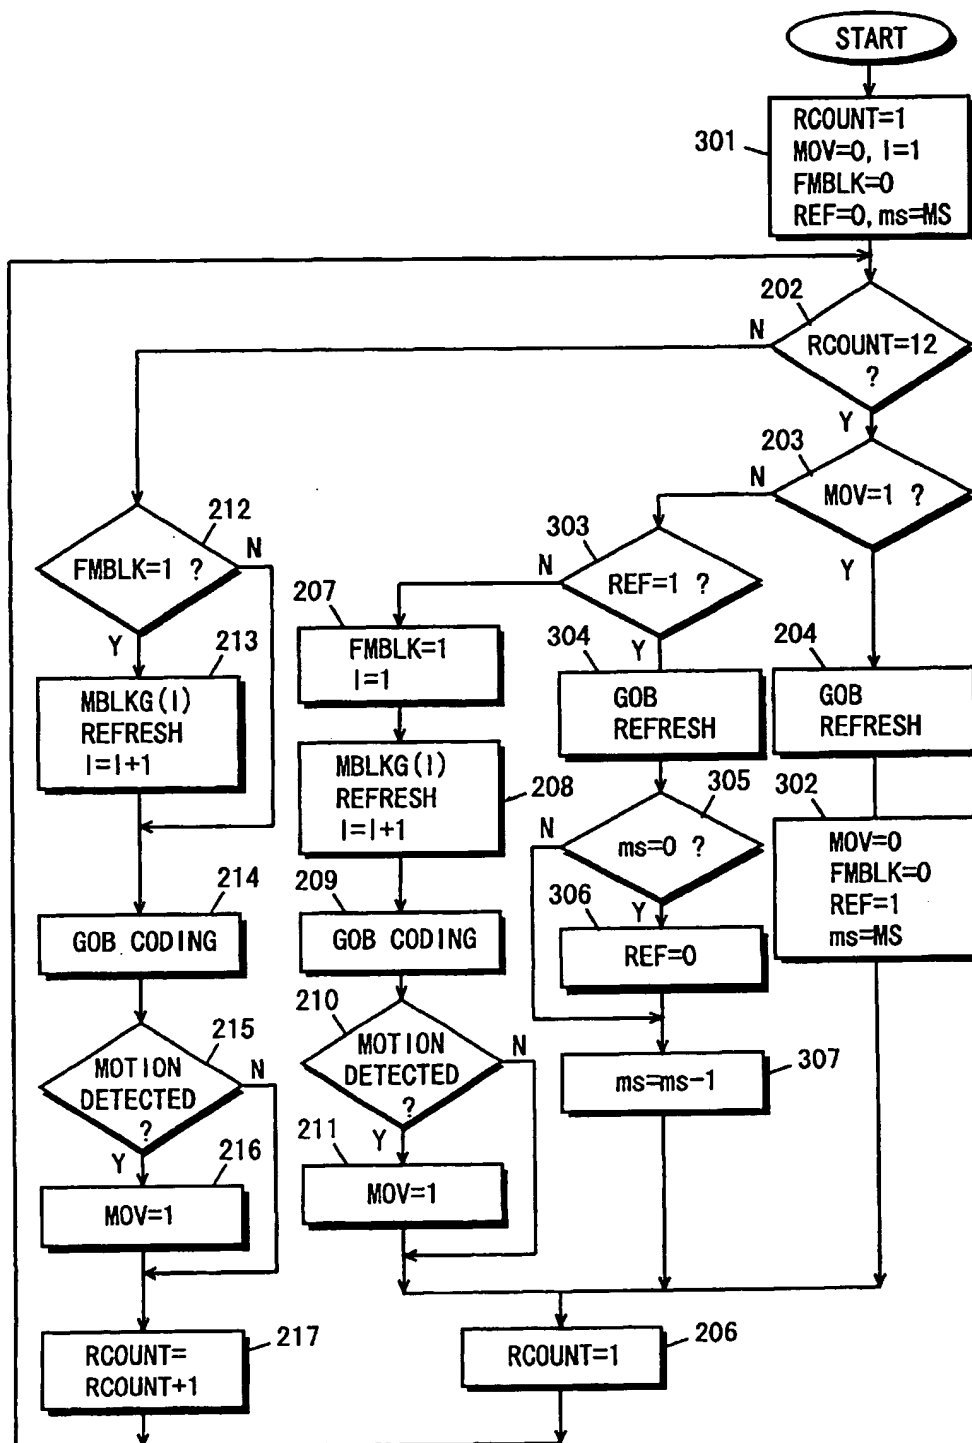 START
301
RCOUNT=1
MOV=0, I=1
FMBLK=0
REF=0, ms=MS
202
N
RCOUNT=12
?
Y
203
N
MOV=1 ?
Y
212
FMBLK=1 ?
N
Y
303
N
REF=1 ?
Y
207
FMBLK=1
I=1
304
GOB
REFRESH
204
GOB
REFRESH
213
MBLKG(I)
REFRESH
I=I+1
MBLKG(I)
REFRESH
I=I+1
208
305
N
ms=0 ?
Y
302
MOV=0
FMBLK=0
REF=1
ms=MS
214
GOB CODING
209
GOB CODING
306
REF=0
215
MOTION
DETECTED
?
N
Y
210
MOTION
DETECTED
?
N
Y
ms=ms-1
307
216
MOV=1
211
MOV=1
RCOUNT=
RCOUNT+1
217
RCOUNT=1
206